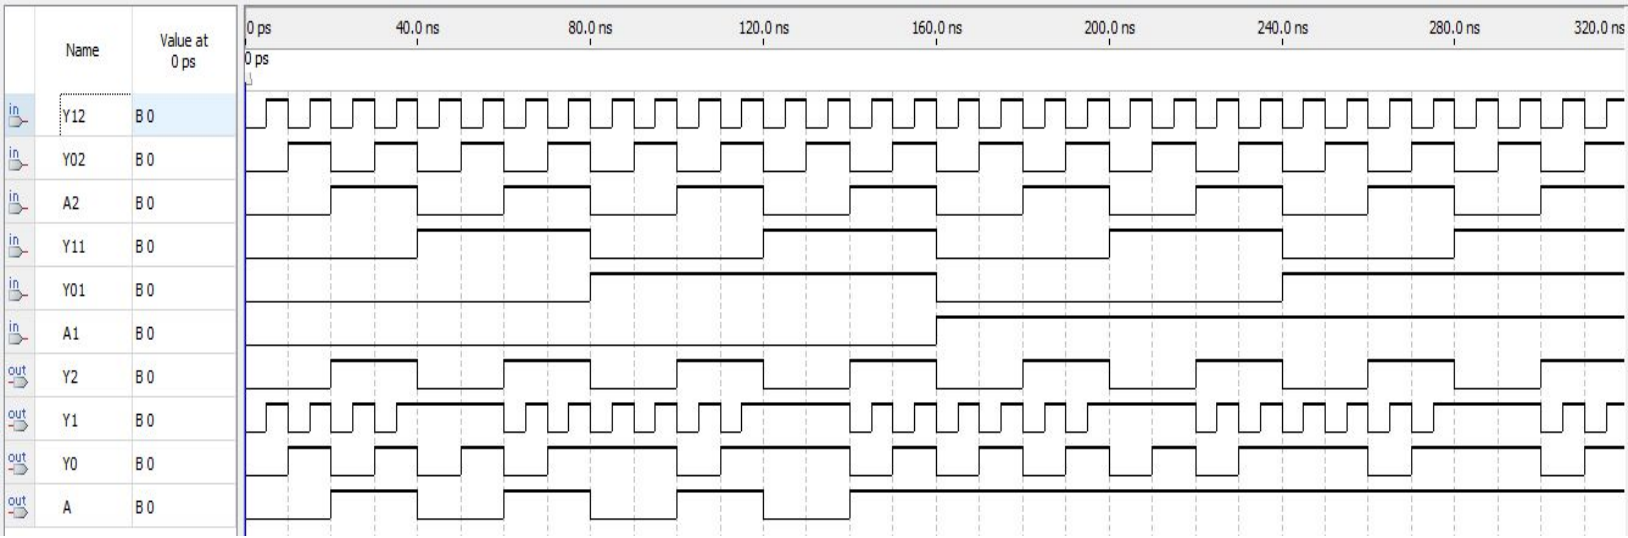 Name
Value at
0 ps
0 ps 40.0 ns 80.0 ns 120.0 ns 160.0 ns 200.0 ns 240.0 ns 280.0 ns 320.0 ns
0 ps
in Y12 B 0
in Y02 B 0
in A2 B 0
in Y11 B 0
in Y01 B 0
in A1 B 0
out Y2 B 0
out Y1 B 0
out Y0 B 0
out A B 0